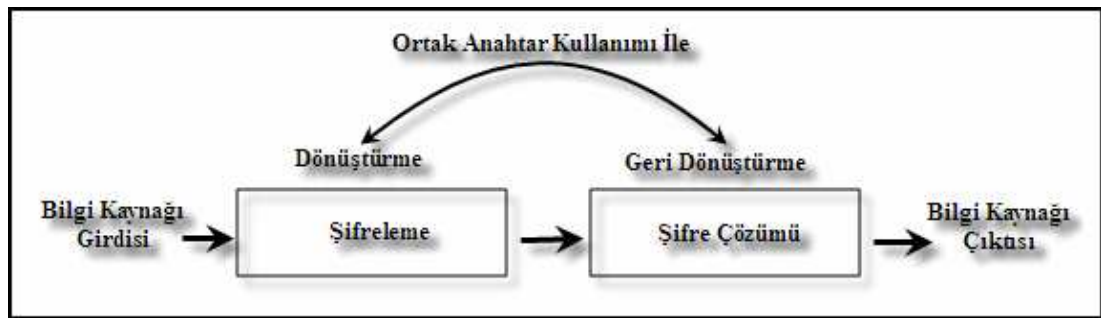 Ortak Anahtar Kullanımı İle
Dönüştürme
Geri Dönüştürme
Bilgi Kaynağı
Girdisi
Şifreleme
Şifre Çözümü
Bilgi Kaynağı
Çıktısı